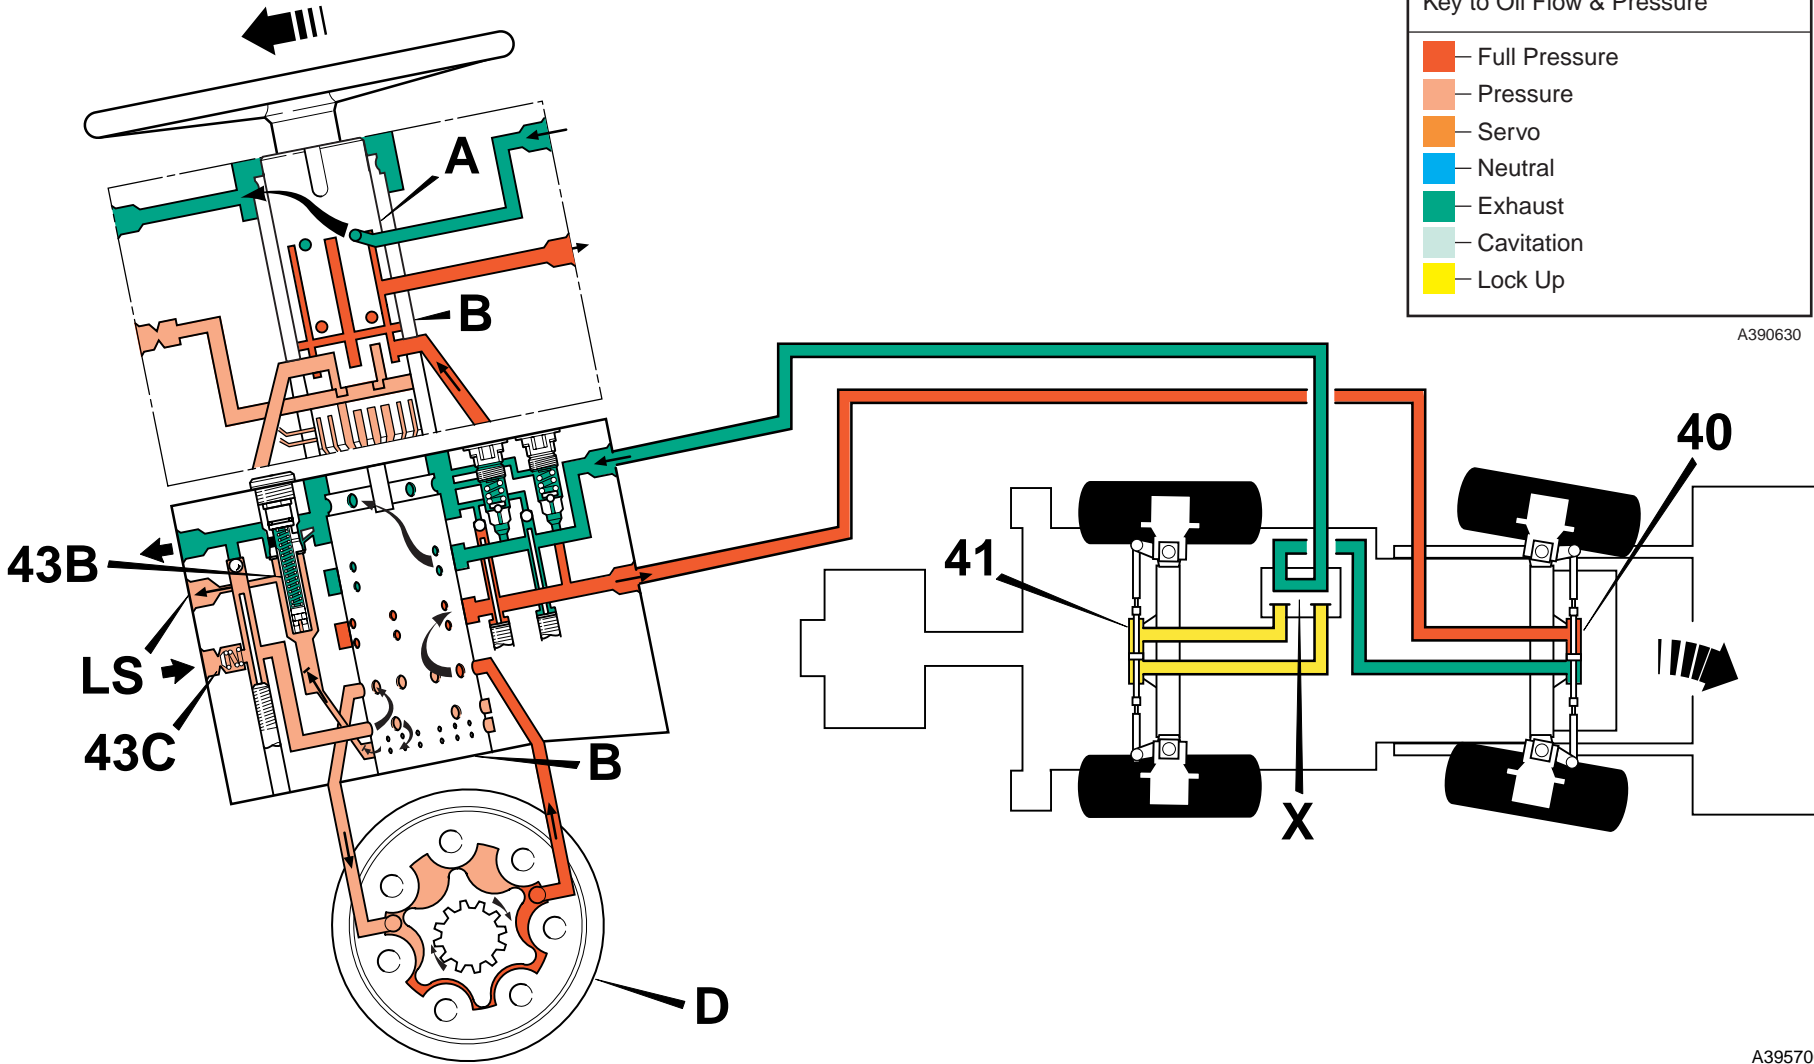 Key to Oil Flow & Pressure
Full Pressure
Pressure
Servo
Neutral
Exhaust
Cavitation
Lock Up
A390630
A
B
40
41
43B
LS
43C
B
X
D
A39570